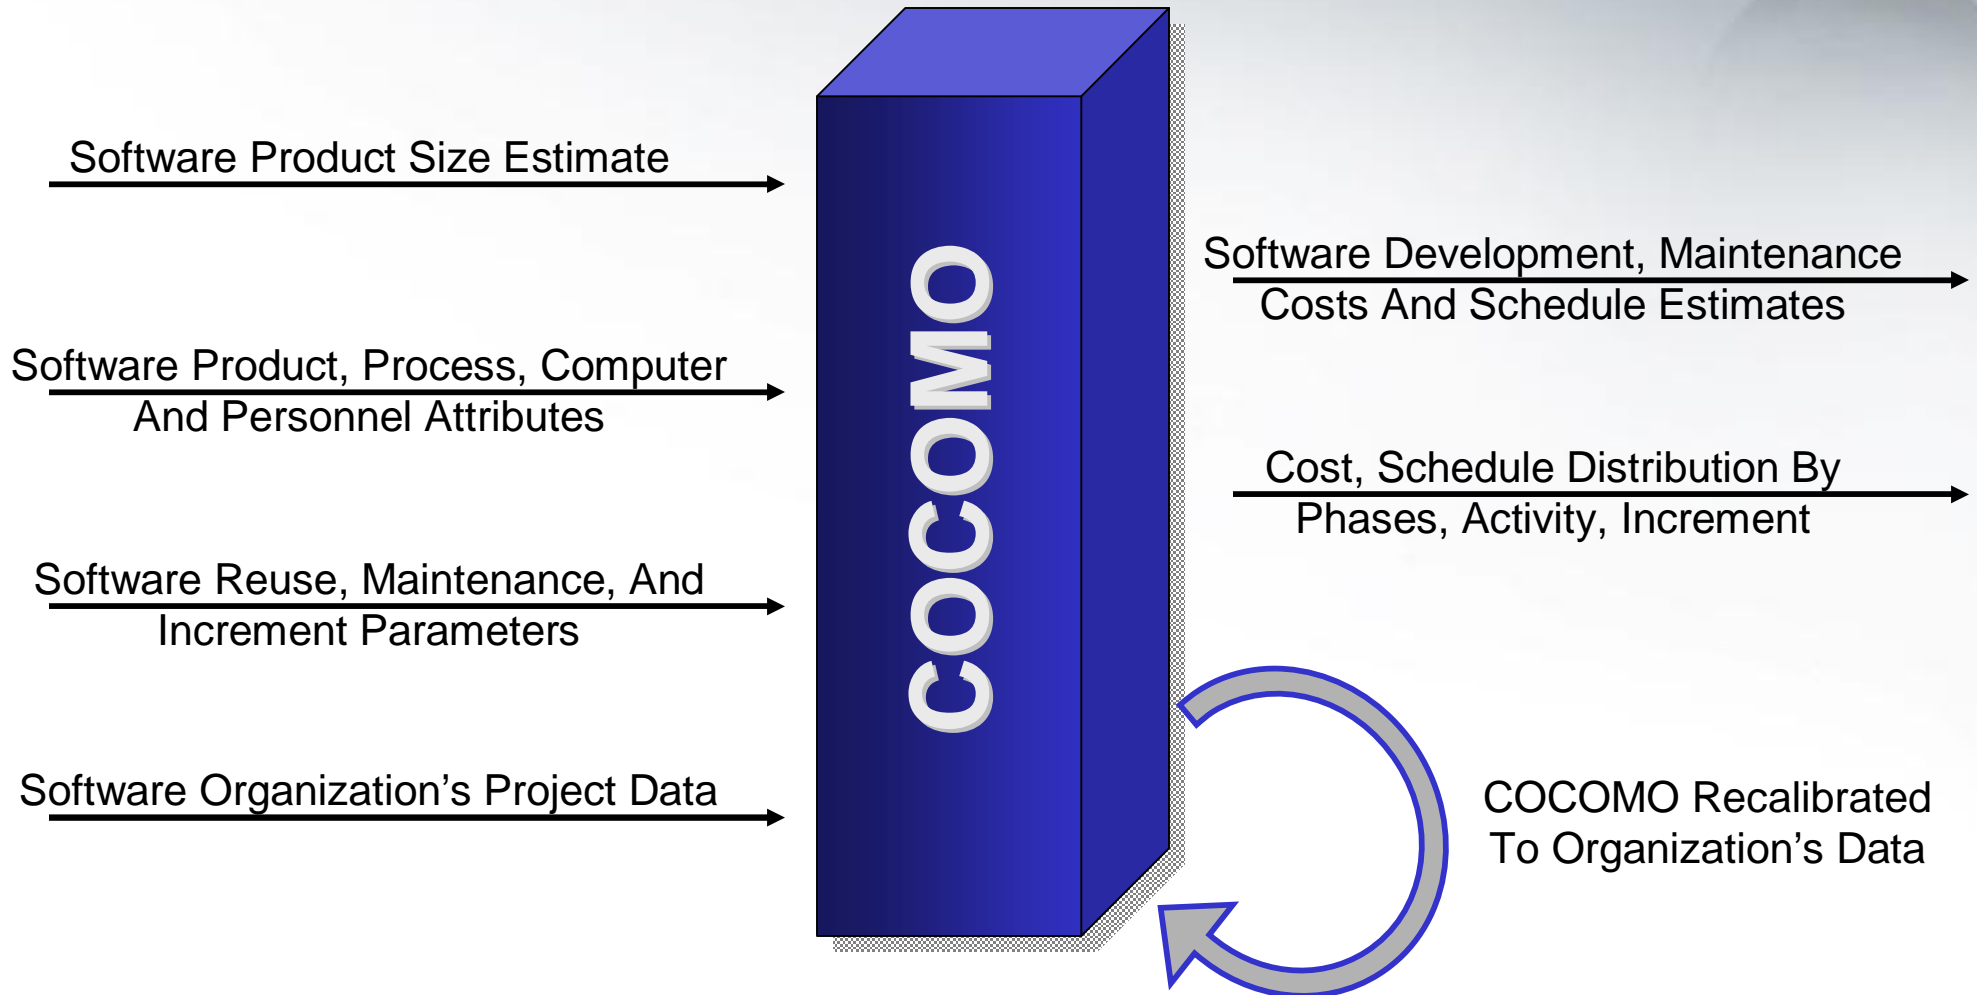 Software Product Size Estimate
Software Product, Process, Computer
And Personnel Attributes
Software Reuse, Maintenance, And
Increment Parameters
Software Organization’s Project Data
COCOMO
Software Development, Maintenance
Costs And Schedule Estimates
Cost, Schedule Distribution By
Phases, Activity, Increment
COCOMO Recalibrated
To Organization’s Data